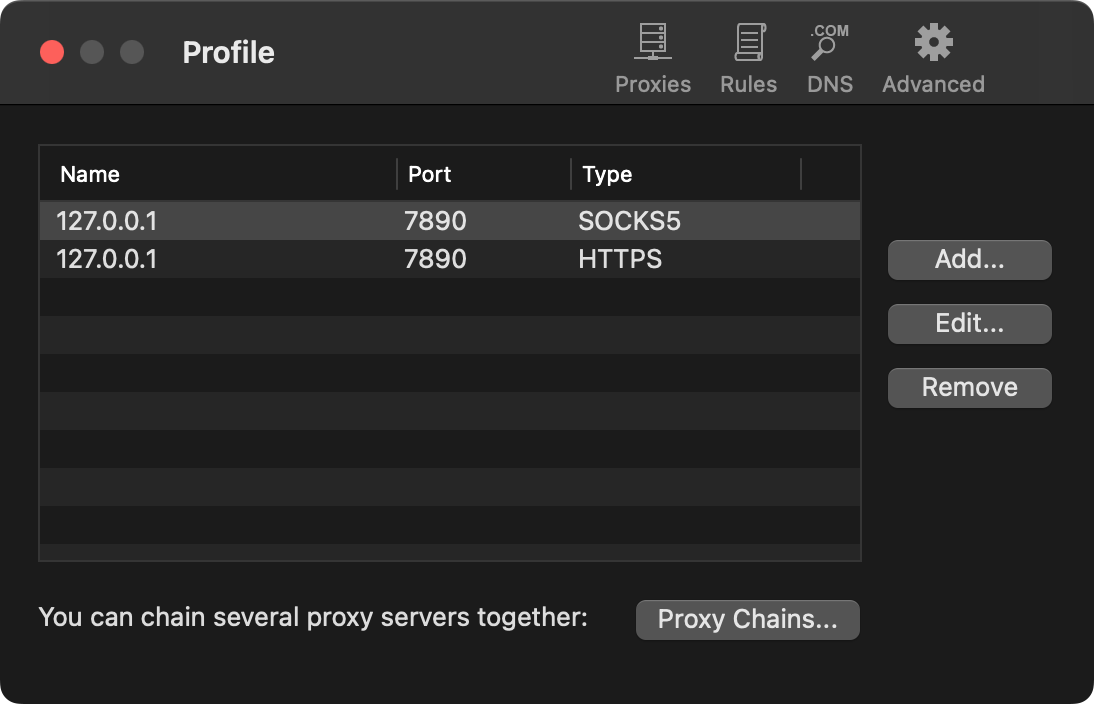 Profile
Proxies
Rules
.COM
DNS
Advanced
Name Port Type
127.0.0.1 7890 SOCKS5
127.0.0.1 7890 HTTPS
Add...
Edit...
Remove
You can chain several proxy servers together:
Proxy Chains...